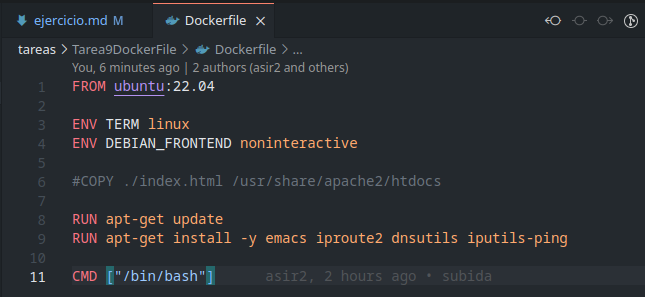 ejercicio.md M
Dockerfile
tareas > Tarea9DockerFile > Dockerfile > ...
You, 6 minutes ago | 2 authors (asir2 and others)
1 FROM ubuntu:22.04
2
3 ENV TERM linux
4 ENV DEBIAN_FRONTEND noninteractive
5
6 #COPY ./index.html /usr/share/apache2/htdocs
7
8 RUN apt-get update
9 RUN apt-get install -y emacs iproute2 dnsutils iputils-ping
10
11 CMD ["/bin/bash"] asir2, 2 hours ago • subida